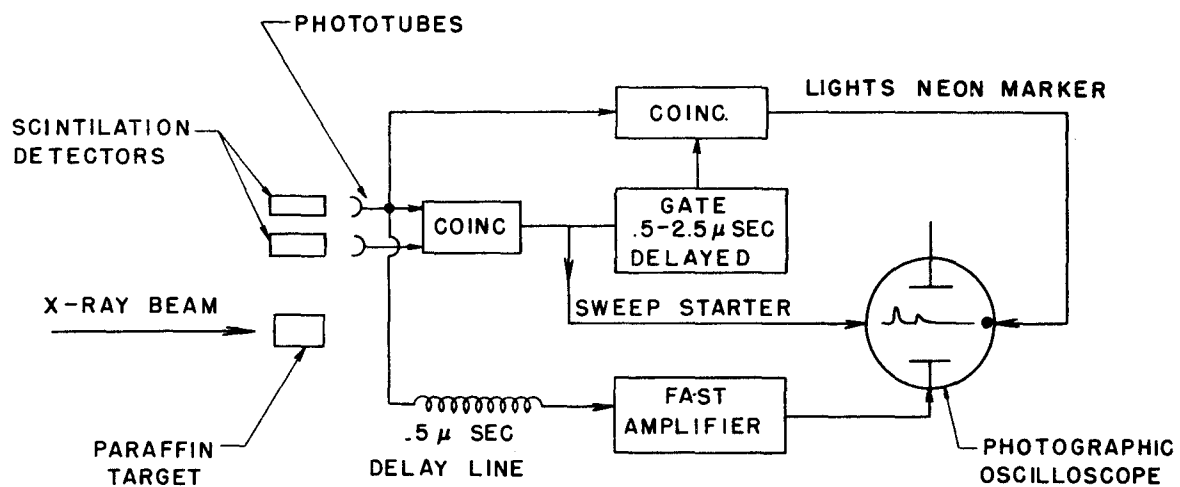 PHOTOTUBES
LIGHTS NEON MARKER
SCINTILATION
DETECTORS
COINC.
COINC
GATE
.5-2.5 μ SEC
DELAYED
X-RAY BEAM
SWEEP STARTER
FAST
AMPLIFIER
.5 μ SEC
DELAY LINE
PARAFFIN
TARGET
PHOTOGRAPHIC
OSCILLOSCOPE